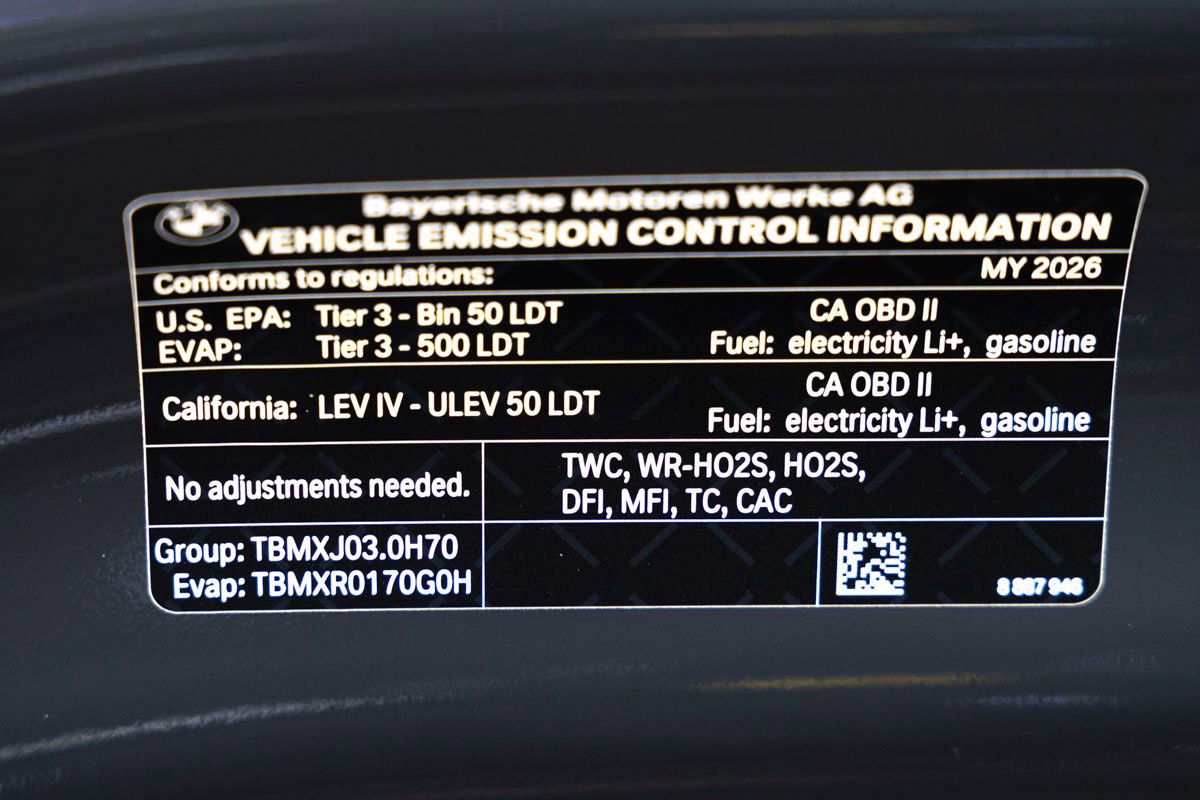 Bayerische Motoren Werke AG
VEHICLE EMISSION CONTROL INFORMATION
Conforms to regulations: MY 2026
U.S. EPA: Tier 3 - Bin 50 LDT CA OBD II
EVAP: Tier 3 - 500 LDT Fuel: electricity Li+, gasoline
California: LEV IV - ULEV 50 LDT CA OBD II
Fuel: electricity Li+, gasoline
No adjustments needed. TWC, WR-HO2S, HO2S,
DFI, MFI, TC, CAC
Group: TBMXJ03.0H70
Evap: TBMXR0170G0H